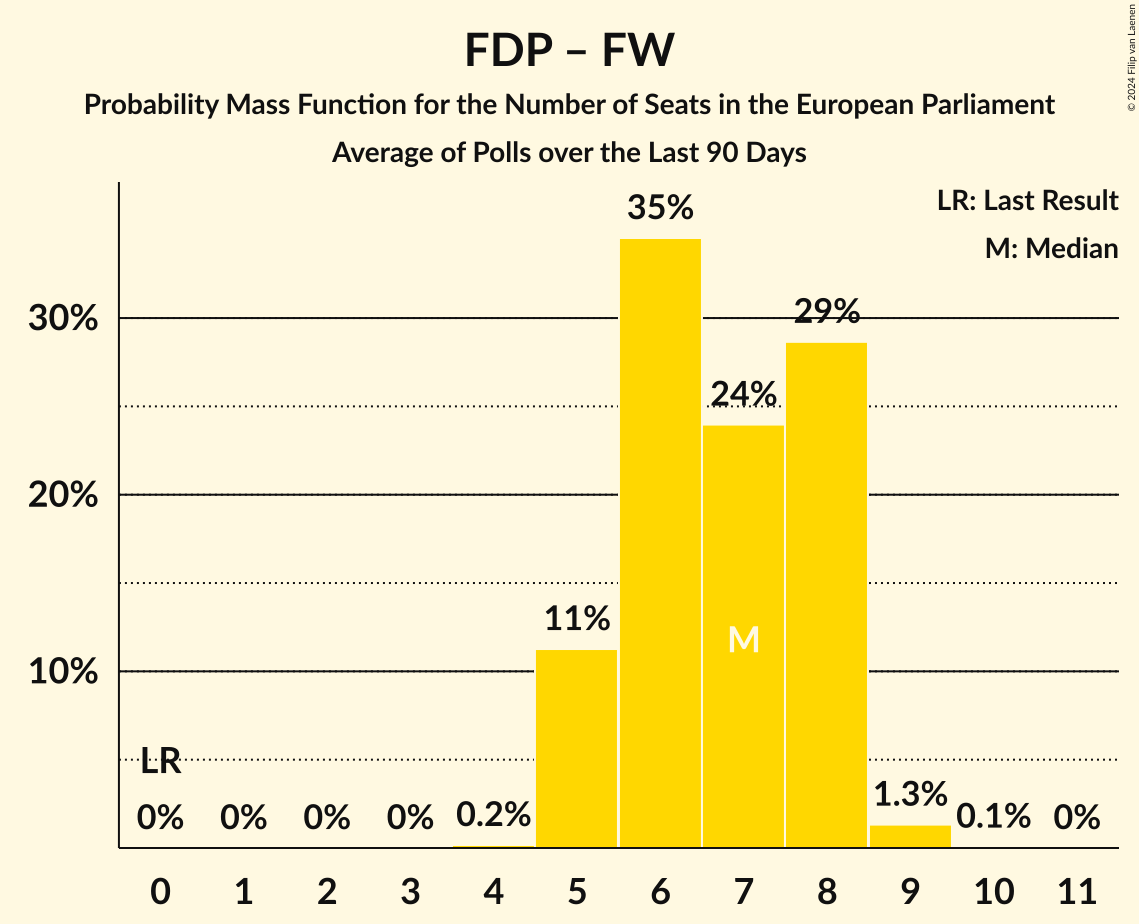 FDP – FW
Probability Mass Function for the Number of Seats in the European Parliament
Average of Polls over the Last 90 Days
© 2024 Filip van Laenen
LR: Last Result
M: Median
35%
30%
29%
24%
20%
11%
M
10%
LR
0% 0% 0% 0% 0.2% 1.3% 0.1% 0%
0 1 2 3 4 5 6 7 8 9 10 11